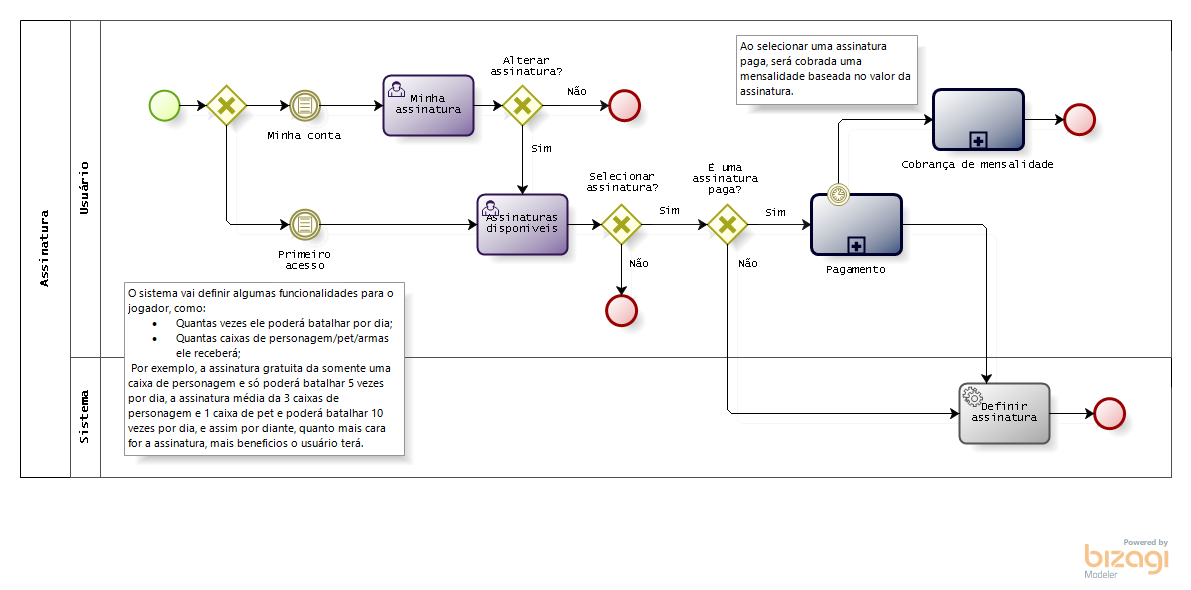 Assinatura
Usuário
Sistema
Minha conta
Minha
assinatura
Alterar
assinatura?
Não
Sim
Primeiro
acesso
Assinaturas
disponiveis
Selecionar
assinatura?
Sim
Não
É uma
assinatura
paga?
Sim
Não
Ao selecionar uma assinatura
paga, será cobrada uma
mensalidade baseada no valor da
assinatura.
Cobrança de mensalidade
Pagamento
O sistema vai definir algumas funcionalidades para o
jogador, como:
• Quantas vezes ele poderá batalhar por dia;
• Quantas caixas de personagem/pet/armas
ele receberá;
Por exemplo, a assinatura gratuita da somente uma
caixa de personagem e só poderá batalhar 5 vezes
por dia, a assinatura média da 3 caixas de
personagem e 1 caixa de pet e poderá batalhar 10
vezes por dia, e assim por diante, quanto mais cara
for a assinatura, mais beneficios o usuário terá.
Definir
assinatura
Powered by
bizagi
Modeler